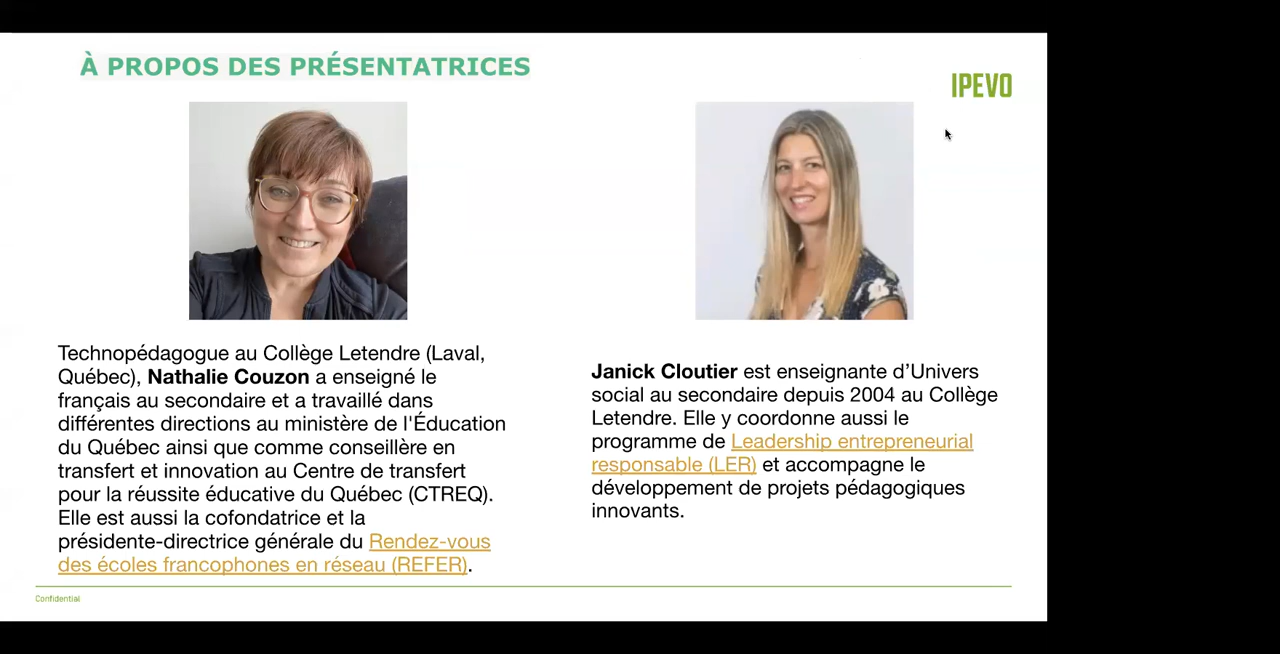 À PROPOS DES PRÉSENTATRICES
IPEVO
Technopédagogue au Collège Letendre (Laval,
Québec), Nathalie Couzon a enseigné le
français au secondaire et a travaillé dans
différentes directions au ministère de l'Éducation
du Québec ainsi que comme conseillère en
transfert et innovation au Centre de transfert
pour la réussite éducative du Québec (CTREQ).
Elle est aussi la cofondatrice et la
présidente-directrice générale du Rendez-vous
des écoles francophones en réseau (REFER).
Janick Cloutier est enseignante d’Univers
social au secondaire depuis 2004 au Collège
Letendre. Elle y coordonne aussi le
programme de Leadership entrepreneurial
responsable (LER) et accompagne le
développement de projets pédagogiques
innovants.
Confidential